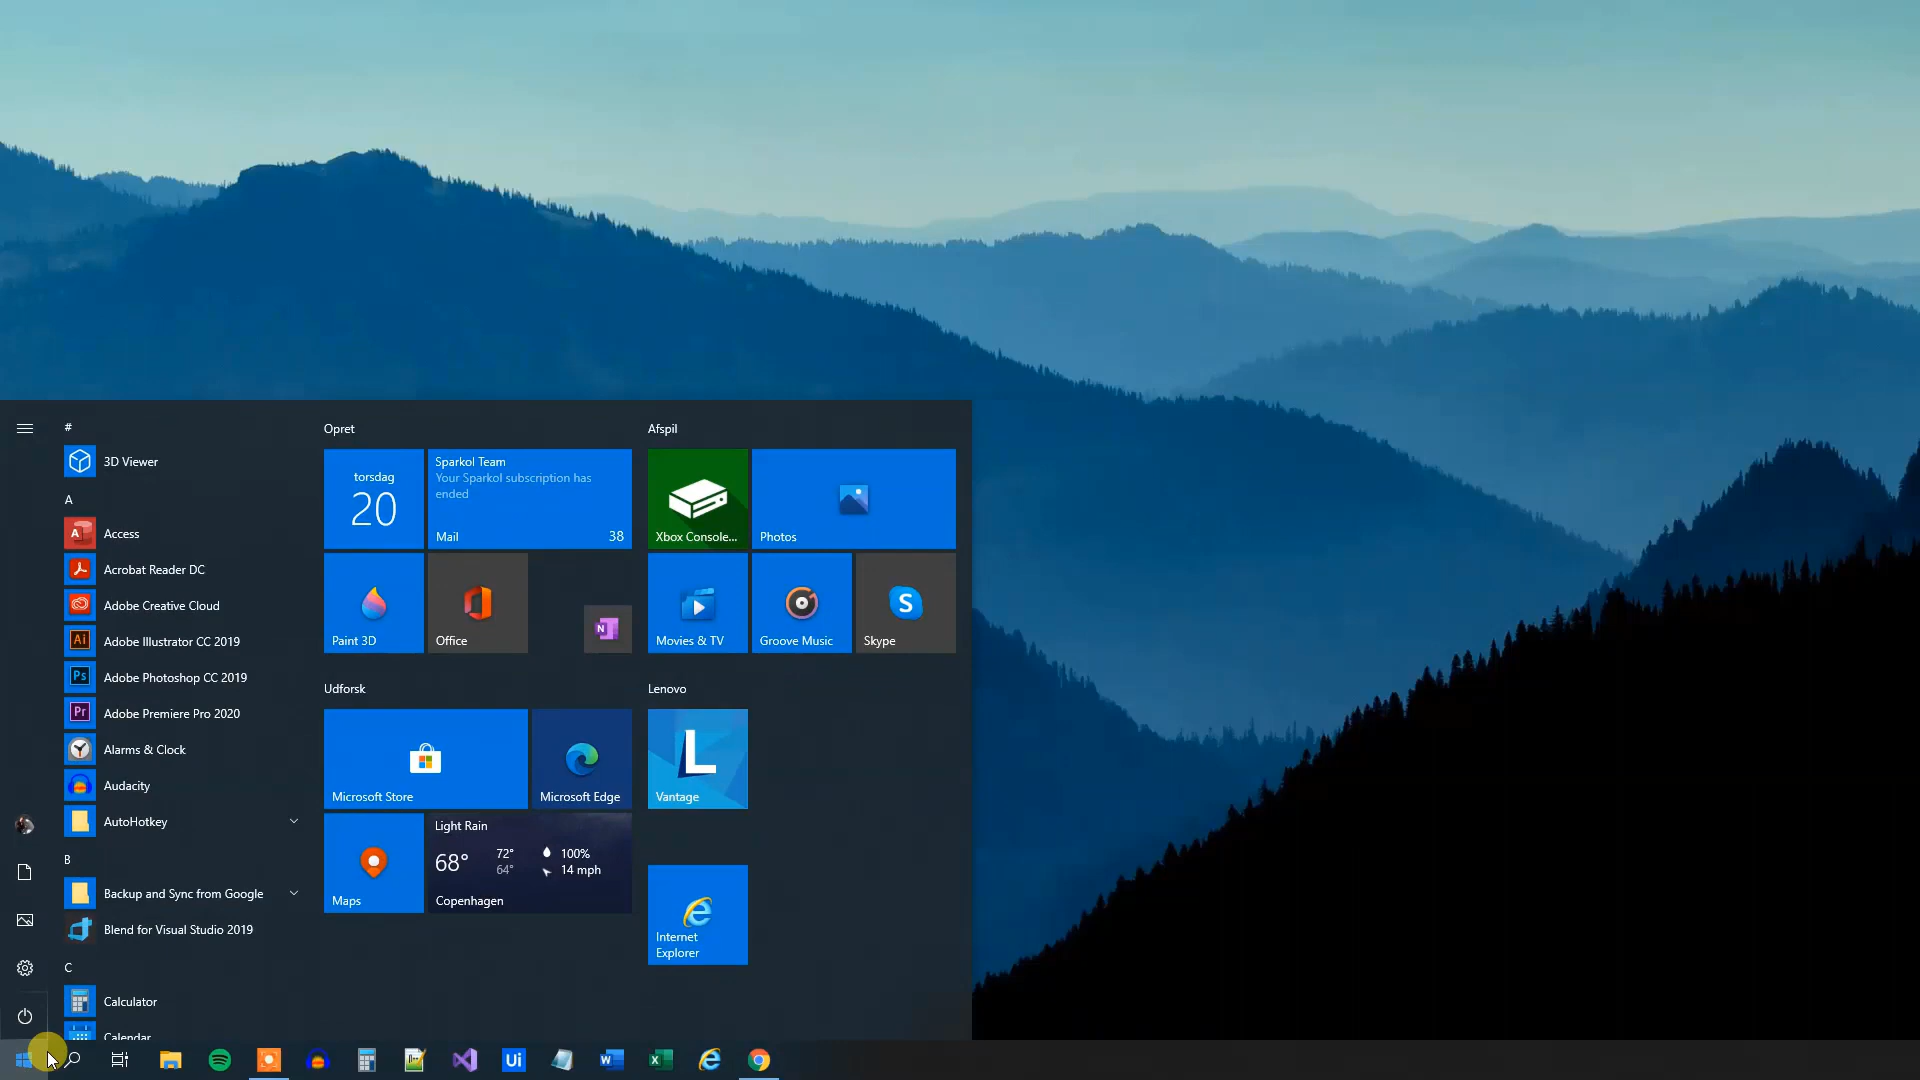 #
3D Viewer
A
Access
Acrobat Reader DC
Adobe Creative Cloud
Adobe Illustrator CC 2019
Adobe Photoshop CC 2019
Adobe Premiere Pro 2020
Alarms & Clock
Audacity
AutoHotkey
B
Backup and Sync from Google
Blend for Visual Studio 2019
C
Calculator
Calendar
Opret
torsdag
20
Sparkol Team
Your Sparkol subscription has
ended
Mail 38
Paint 3D
Office
Afspil
Xbox Console...
Photos
Movies & TV
Groove Music
Skype
Udforsk
Microsoft Store
Microsoft Edge
Maps
Light Rain
68° 72° 100%
64° 14 mph
Copenhagen
Lenovo
L
Vantage
Internet
Explorer
Ui